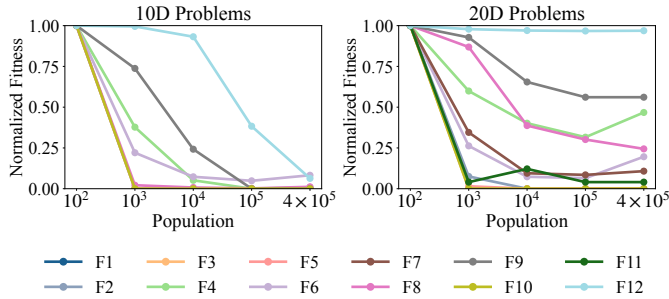 10D Problems
20D Problems
Normalized Fitness
1.00
0.75
0.50
0.25
0.00
10² 10³ 10⁴ 10⁵ 4×10⁵
Population
Normalized Fitness
1.00
0.75
0.50
0.25
0.00
10² 10³ 10⁴ 10⁵ 4×10⁵
Population
F1 F3 F5 F7 F9 F11
F2 F4 F6 F8 F10 F12